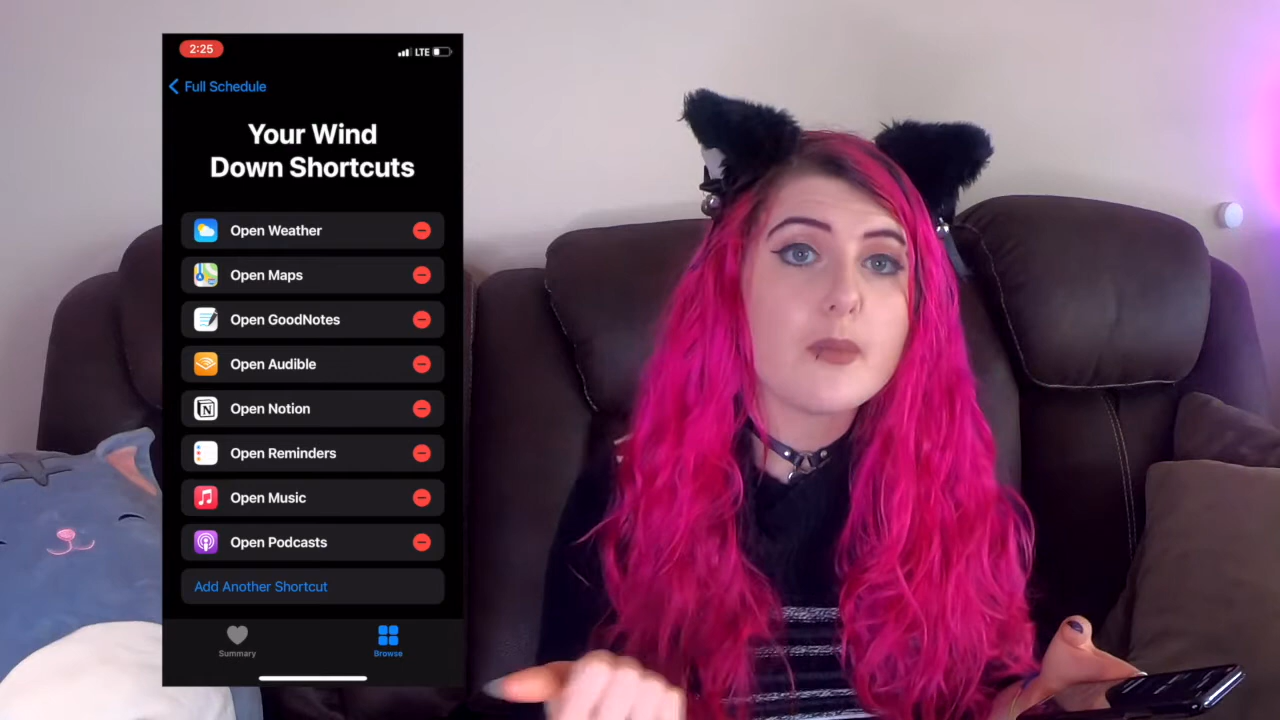 2:25
LTE
Full Schedule
Your Wind
Down Shortcuts
Open Weather
Open Maps
Open GoodNotes
Open Audible
Open Notion
Open Reminders
Open Music
Open Podcasts
Add Another Shortcut
Summary
Browse